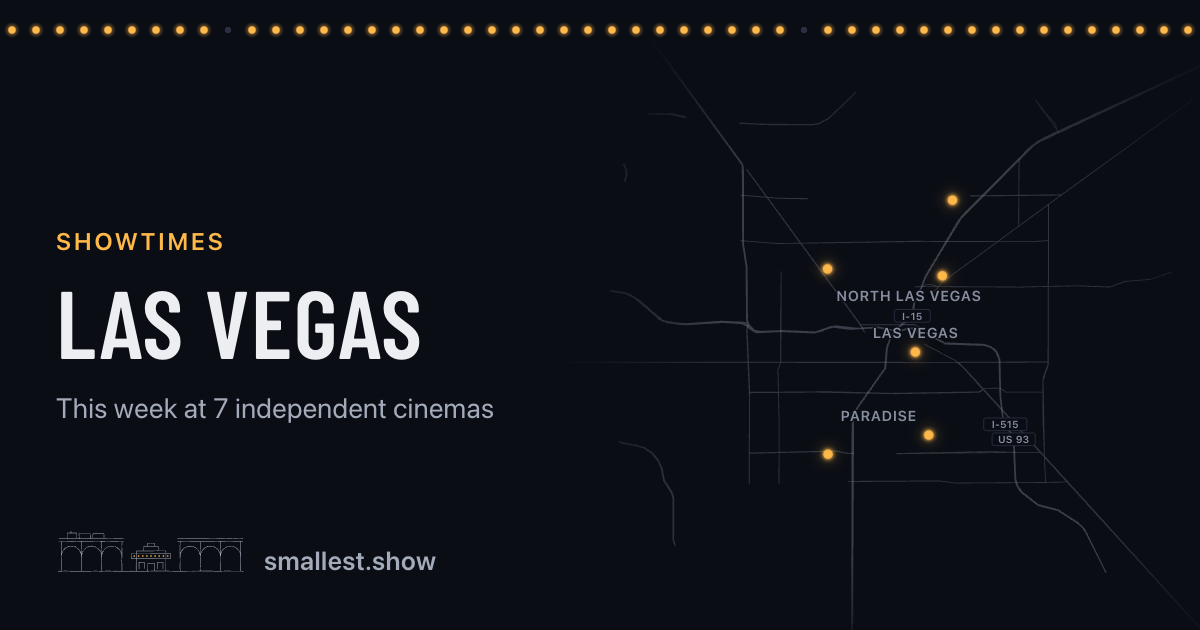 SHOWTIMES
LAS VEGAS
This week at 7 independent cinemas
smallest.show
NORTH LAS VEGAS
I-15
LAS VEGAS
PARADISE
I-515
US 93